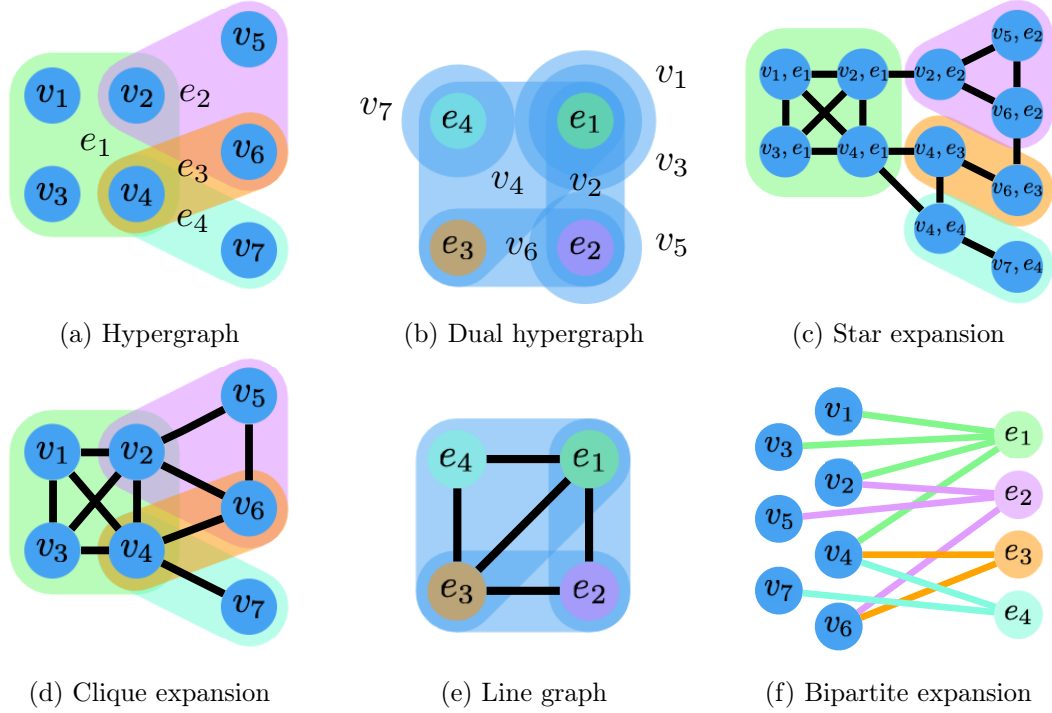 v5
v1 v2 e2
e1 v6
e3
v3 v4
e4
v7
(a) Hypergraph
v1
v7 e4 e1
v3
v4 v2
e3 v6 e2 v5
(b) Dual hypergraph
v5, e2
v1, e1 v2, e1 v2, e2
v6, e2
v3, e1 v4, e1 v4, e3
v6, e3
v4, e4
v7, e4
(c) Star expansion
v5
v1 v2
v6
v3 v4
v7
(d) Clique expansion
e4 e1
e3 e2
(e) Line graph
v1
e1
v3
v2
e2
v5
v4 e3
v7
e4
v6
(f) Bipartite expansion